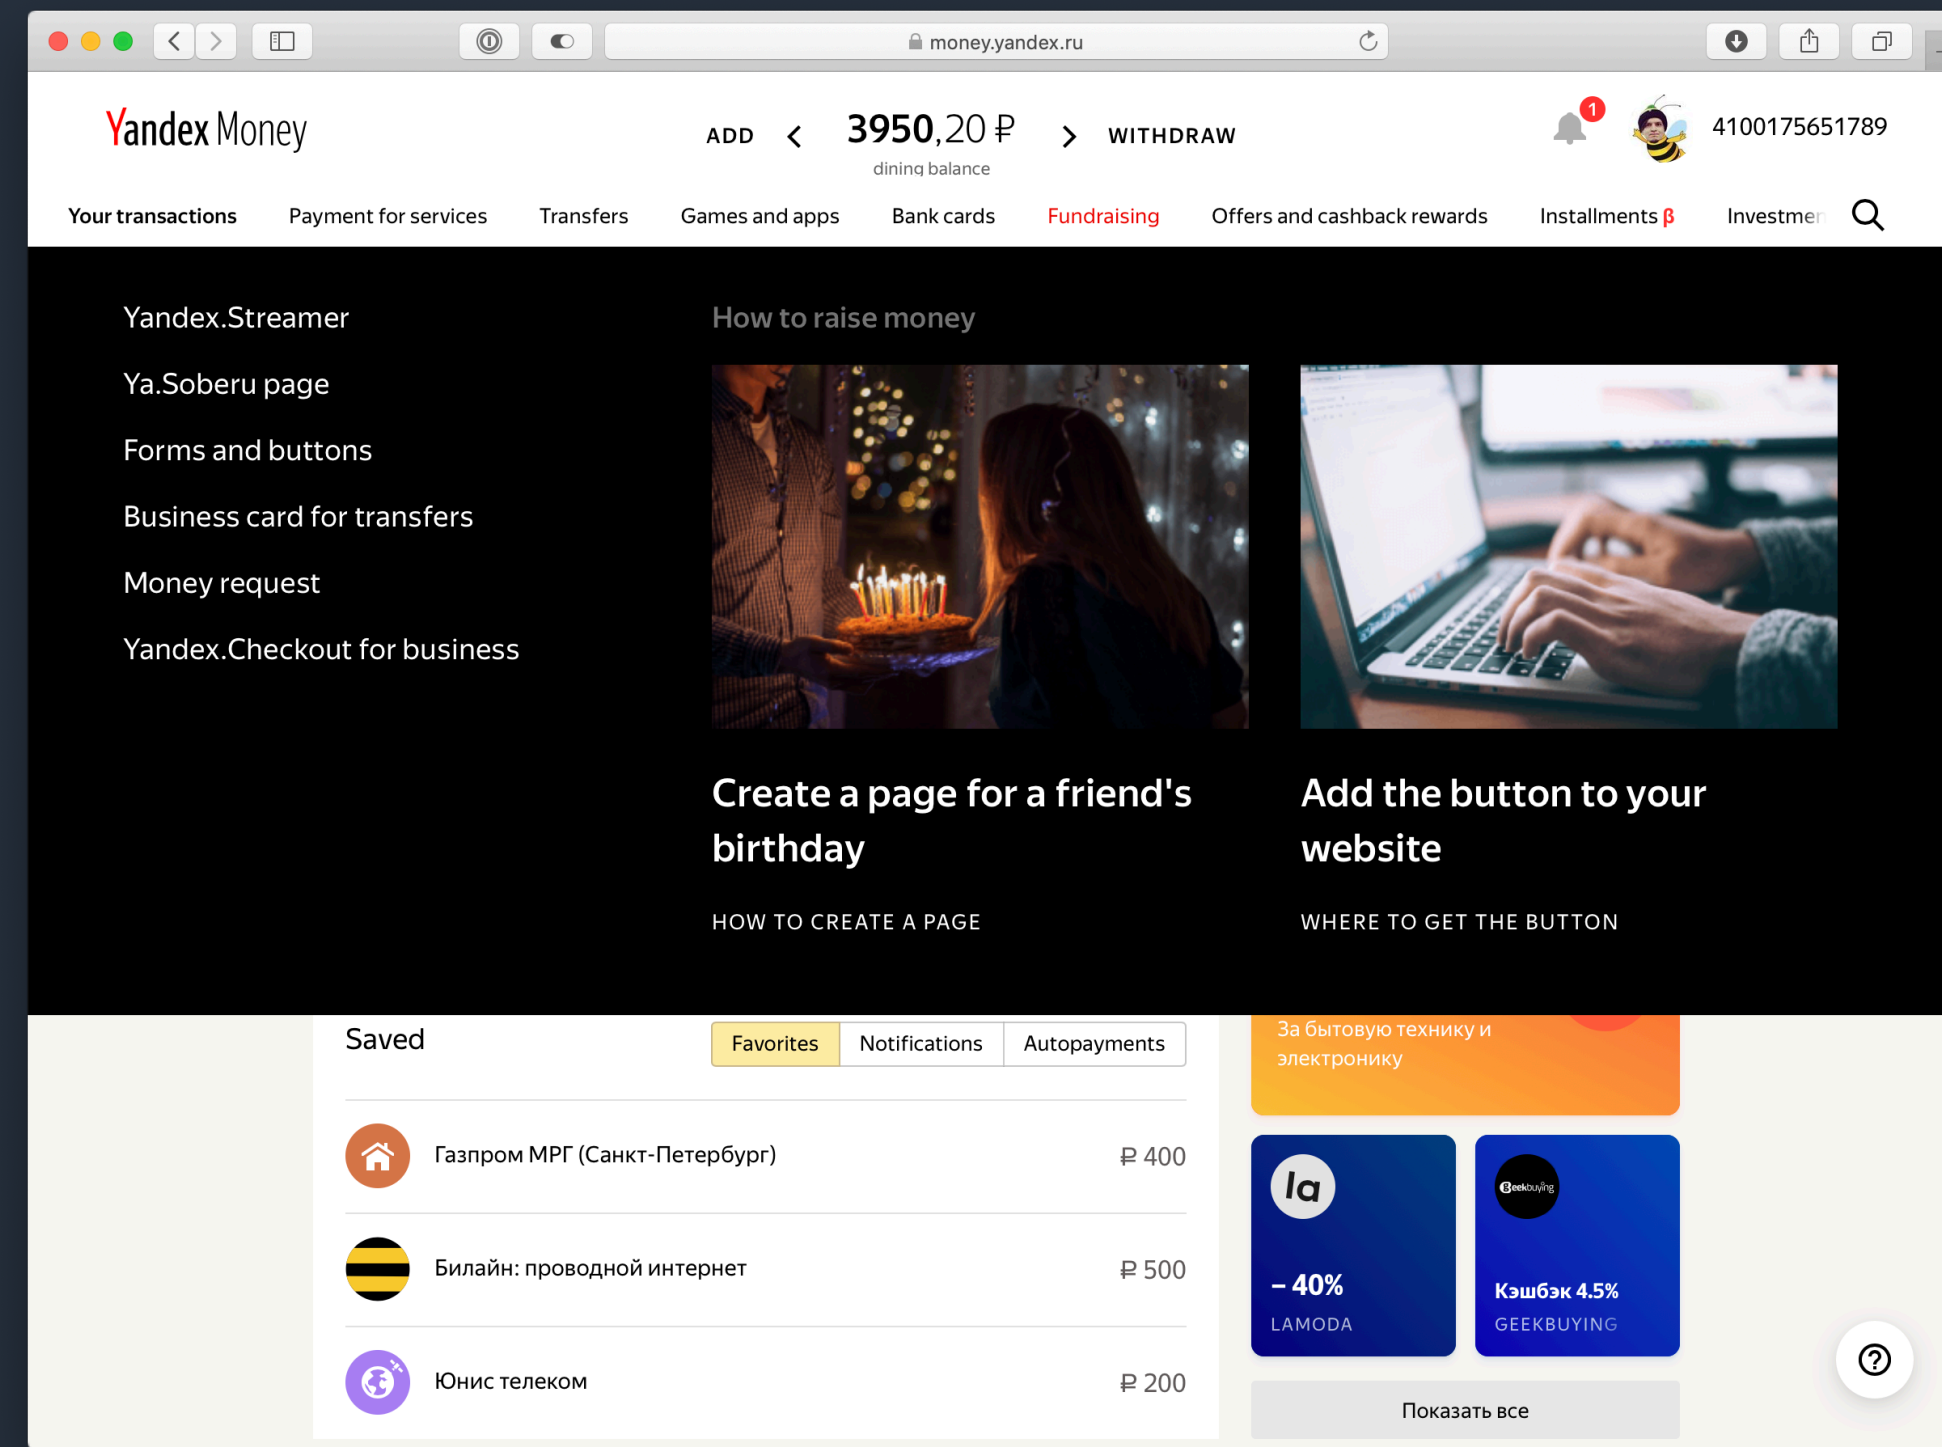 money.yandex.ru
Yandex Money
ADD
3950,20 ₽
WITHDRAW
dining balance
1
4100175651789
Your transactions
Payment for services
Transfers
Games and apps
Bank cards
Fundraising
Offers and cashback rewards
Installments β
Investmen
Yandex.Streamer
Ya.Soberu page
Forms and buttons
Business card for transfers
Money request
Yandex.Checkout for business
How to raise money
Create a page for a friend's
birthday
HOW TO CREATE A PAGE
Add the button to your
website
WHERE TO GET THE BUTTON
Saved
Favorites
Notifications
Autopayments
Газпром МРГ (Санкт-Петербург)
₽ 400
Билайн: проводной интернет
₽ 500
Юнис телеком
₽ 200
За бытовую технику и
электронику
la
– 40%
LAMODA
geekbuying
Кэшбэк 4.5%
GEEKBUYING
Показать все